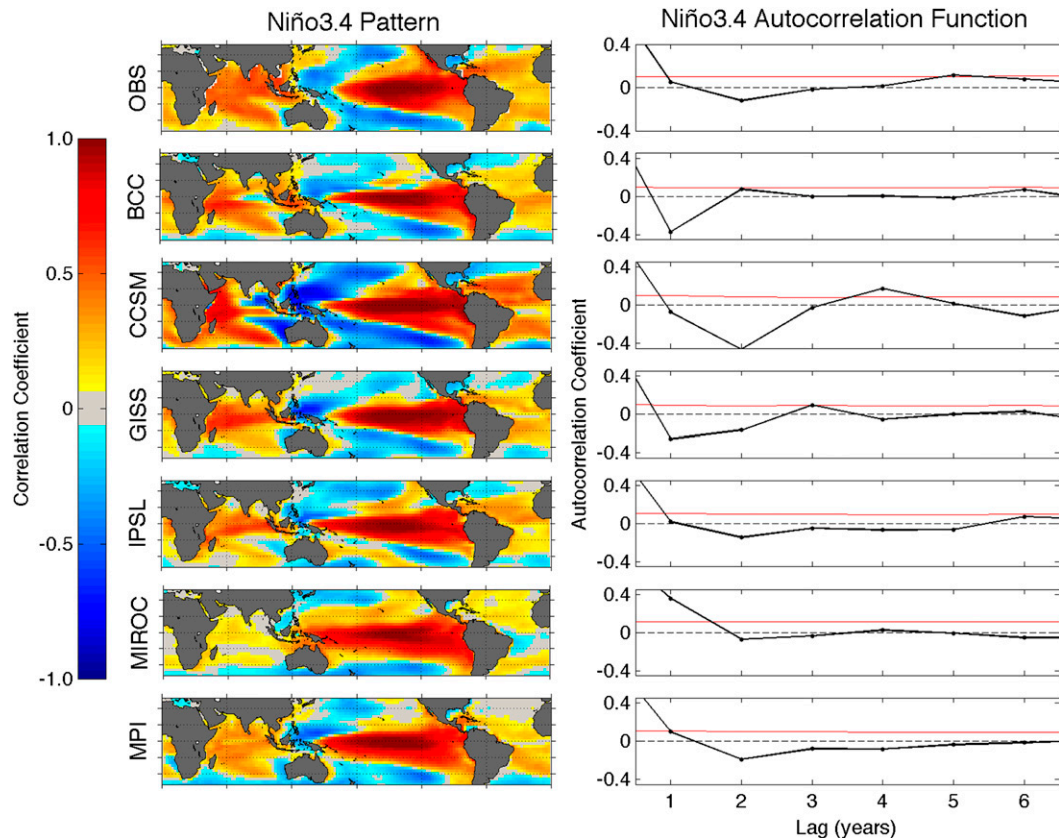 Niño3.4 Pattern
Niño3.4 Autocorrelation Function
OBS
BCC
CCSM
GISS
IPSL
MIROC
MPI
Correlation Coefficient
1.0
0.5
0
-0.5
-1.0
Autocorrelation Coefficient
0.4
0
-0.4
0.4
0
-0.4
0.4
0
-0.4
0.4
0
-0.4
0.4
0
-0.4
0.4
0
-0.4
0.4
0
-0.4
1 2 3 4 5 6
Lag (years)